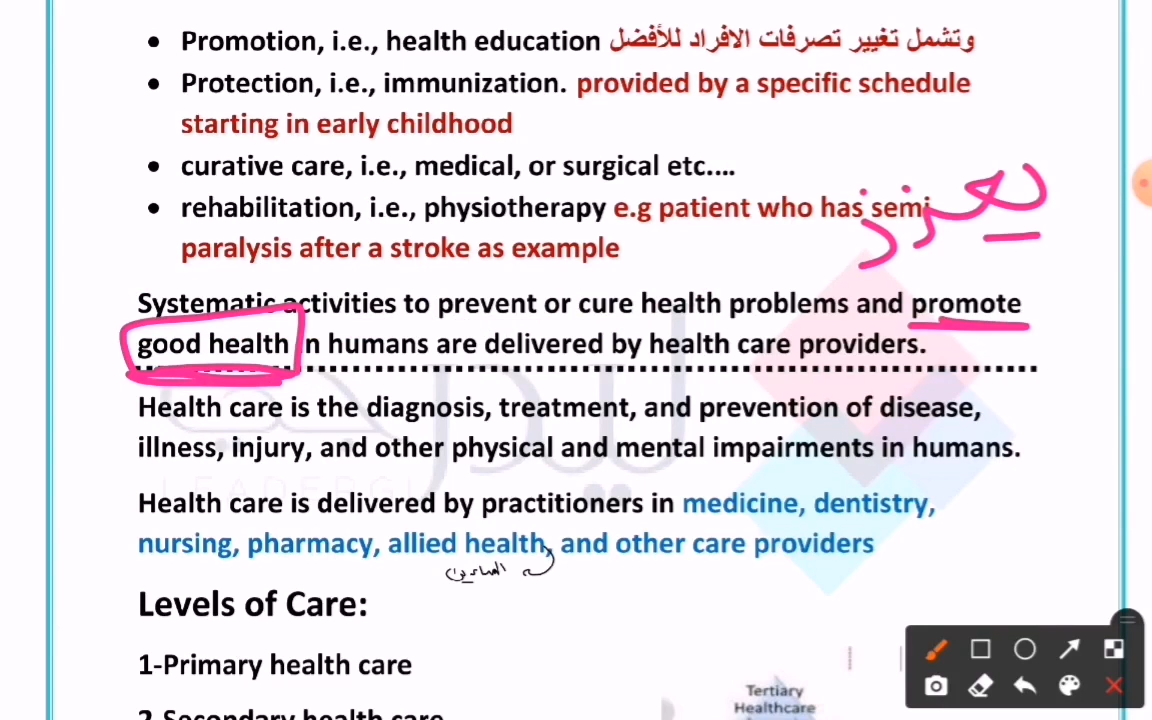 • Promotion, i.e., health education وتشمل تغيير تصرفات الافراد للأفضل
• Protection, i.e., immunization. provided by a specific schedule
starting in early childhood
• curative care, i.e., medical, or surgical etc....
• rehabilitation, i.e., physiotherapy e.g patient who has semi
paralysis after a stroke as example
يعزز
Systematic activities to prevent or cure health problems and promote
good health in humans are delivered by health care providers.
Health care is the diagnosis, treatment, and prevention of disease,
illness, injury, and other physical and mental impairments in humans.
Health care is delivered by practitioners in medicine, dentistry,
nursing, pharmacy, allied health, and other care providers
Levels of Care:
1-Primary health care
Tertiary
Healthcare
2-Secondary health care